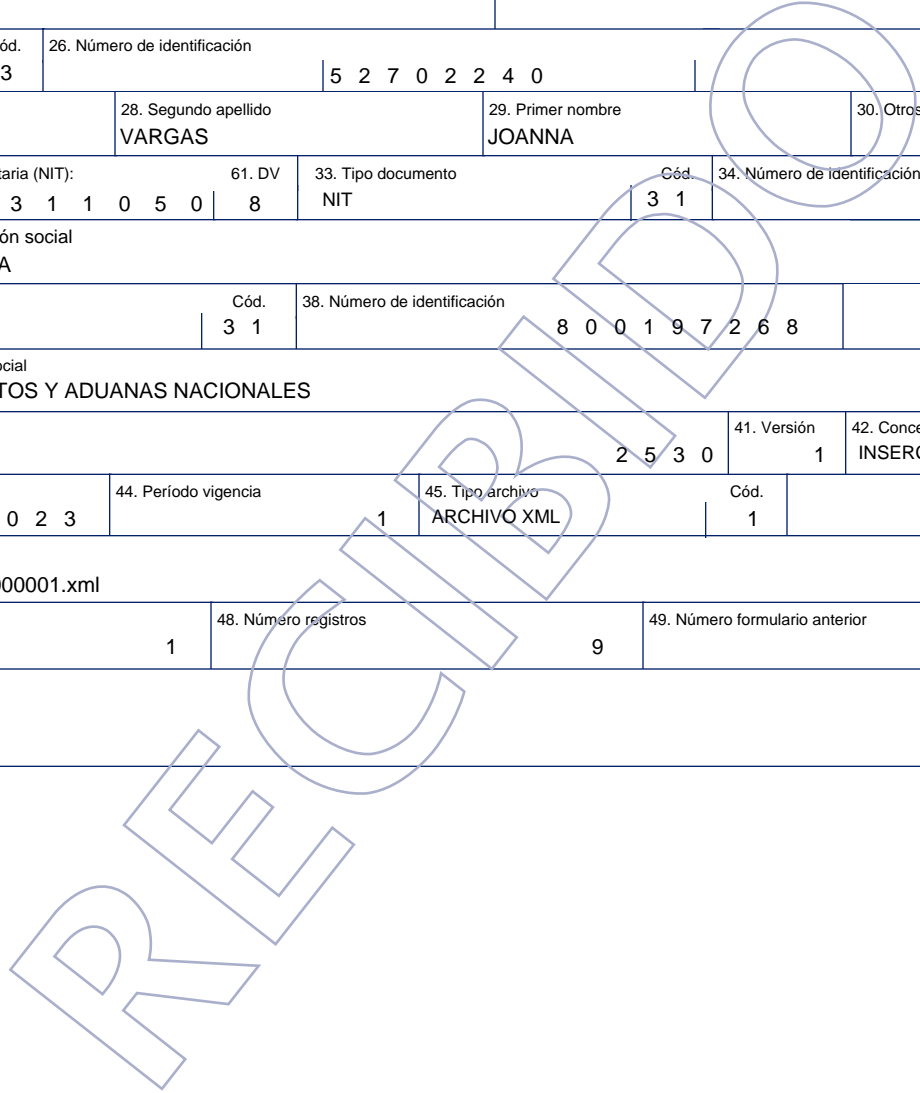 ód. 26. Número de identificación
3 5 2 7 0 2 2 4 0
28. Segundo apellido 29. Primer nombre 30. Otros
VARGAS JOANNA
taria (NIT): 61. DV 33. Tipo documento Cód. 34. Número de identificación
3 1 1 0 5 0 8 NIT 3 1
ón social
A
Cód. 38. Número de identificación
3 1 8 0 0 1 9 7 2 6 8
ocial
TOS Y ADUANAS NACIONALES
41. Versión 42. Conce
2 5 3 0 1 INSERC
44. Período vigencia 45. Tipo archivo Cód.
0 2 3 1 ARCHIVO XML 1
000001.xml
48. Número registros 49. Número formulario anterior
1 9
RECIBIDO